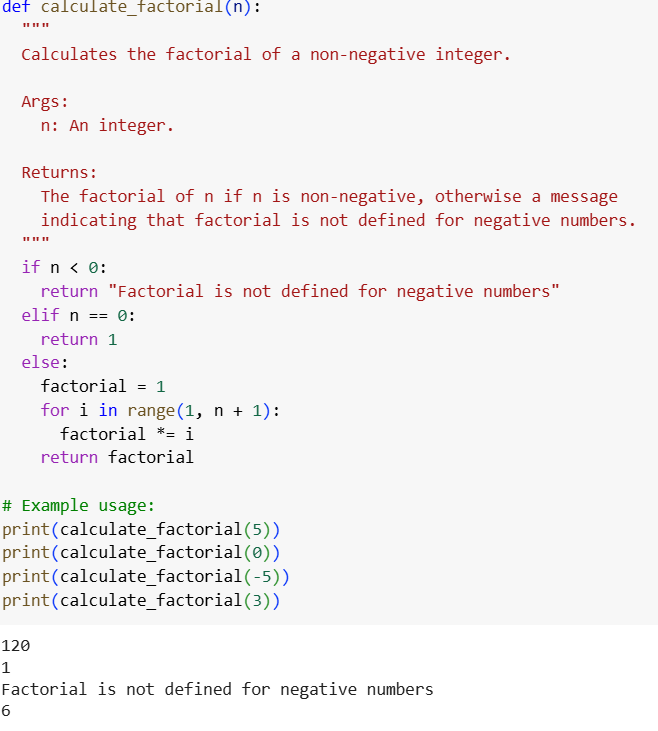 def calculate_factorial(n):
  """
  Calculates the factorial of a non-negative integer.

  Args:
    n: An integer.

  Returns:
    The factorial of n if n is non-negative, otherwise a message
    indicating that factorial is not defined for negative numbers.
  """
  if n < 0:
    return "Factorial is not defined for negative numbers"
  elif n == 0:
    return 1
  else:
    factorial = 1
    for i in range(1, n + 1):
      factorial *= i
    return factorial

# Example usage:
print(calculate_factorial(5))
print(calculate_factorial(0))
print(calculate_factorial(-5))
print(calculate_factorial(3))

120
1
Factorial is not defined for negative numbers
6